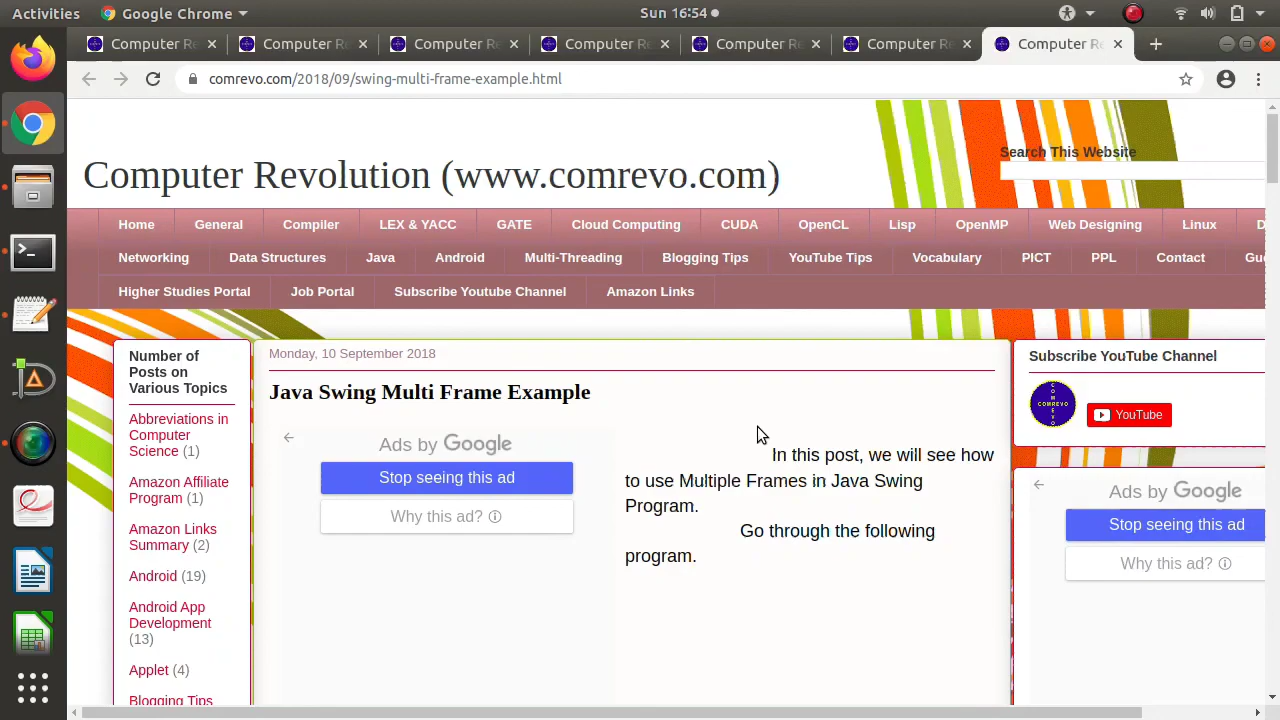 Activities Google Chrome Sun 16:54
Computer Re Computer Re Computer Re Computer Re Computer Re Computer Re Computer Re
comrevo.com/2018/09/swing-multi-frame-example.html
Search This Website
Computer Revolution (www.comrevo.com)
Home General Compiler LEX & YACC GATE Cloud Computing CUDA OpenCL Lisp OpenMP Web Designing Linux
Networking Data Structures Java Android Multi-Threading Blogging Tips YouTube Tips Vocabulary PICT PPL Contact
Higher Studies Portal Job Portal Subscribe Youtube Channel Amazon Links
Number of
Posts on
Various Topics
Abbreviations in
Computer
Science (1)
Amazon Affiliate
Program (1)
Amazon Links
Summary (2)
Android (19)
Android App
Development
(13)
Applet (4)
Blogging Tips
Monday, 10 September 2018
Java Swing Multi Frame Example
Ads by Google
Stop seeing this ad
Why this ad?
In this post, we will see how
to use Multiple Frames in Java Swing
Program.
Go through the following
program.
Subscribe YouTube Channel
COMREVO
YouTube
Ads by Google
Stop seeing this ad
Why this ad?